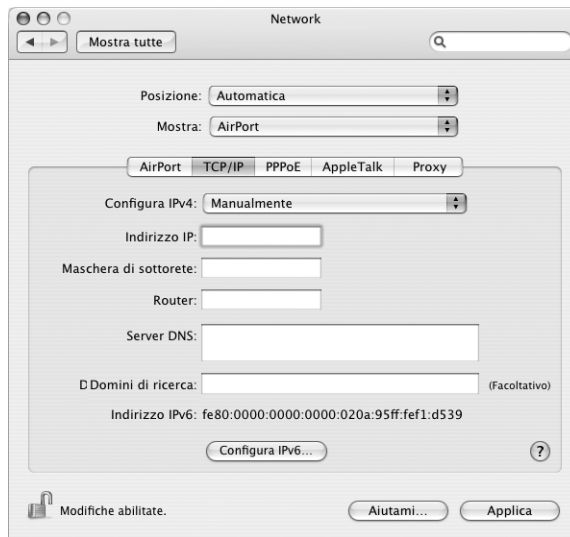 Network
Mostra tutte
Posizione: Automatica
Mostra: AirPort
AirPort TCP/IP PPPoE AppleTalk Proxy
Configura IPv4: Manualmente
Indirizzo IP:
Maschera di sottorete:
Router:
Server DNS:
DDomini di ricerca: (Facoltativo)
Indirizzo IPv6: fe80:0000:0000:0000:020a:95ff:fef1:d539
Configura IPv6... ?
Modifiche abilitate. Aiutami... Applica